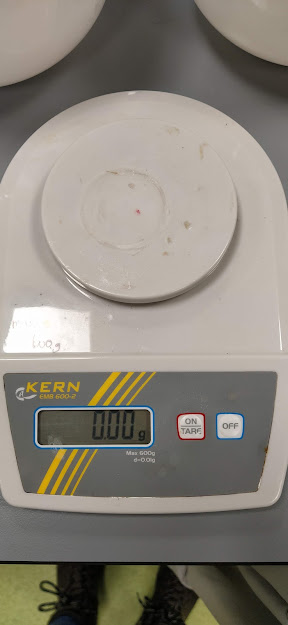 600g
KERN
EMB 600-2
0.00 g
ON
TARE
OFF
Max 600g
d=0.01g